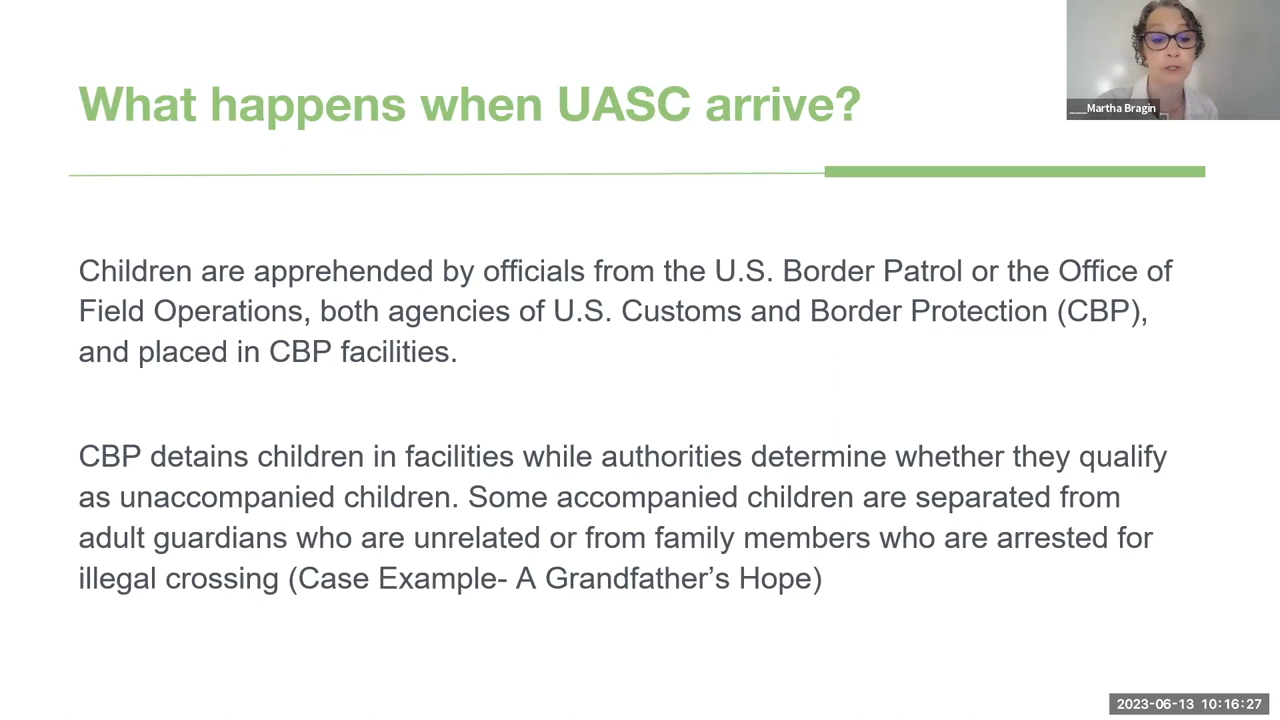 What happens when UASC arrive?
___Martha Bragin
Children are apprehended by officials from the U.S. Border Patrol or the Office of
Field Operations, both agencies of U.S. Customs and Border Protection (CBP),
and placed in CBP facilities.
CBP detains children in facilities while authorities determine whether they qualify
as unaccompanied children. Some accompanied children are separated from
adult guardians who are unrelated or from family members who are arrested for
illegal crossing (Case Example- A Grandfather’s Hope)
2023-06-13 10:16:27